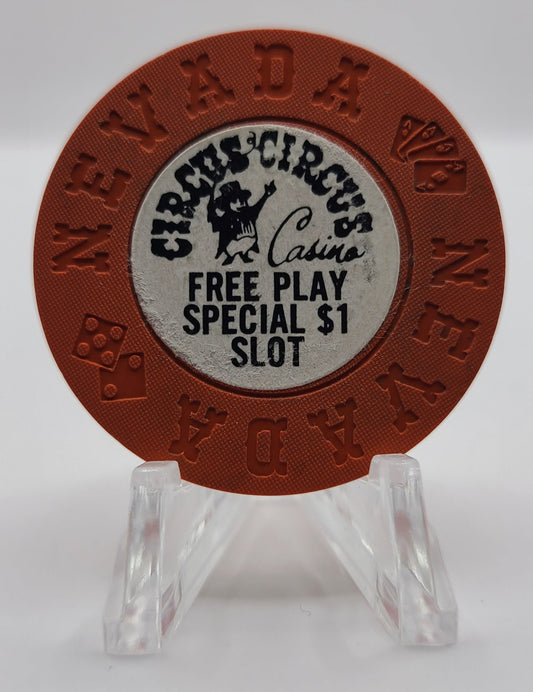 NEVADA
CIRCUS CIRCUS
Casino
FREE PLAY
SPECIAL $1
SLOT
NEVADA